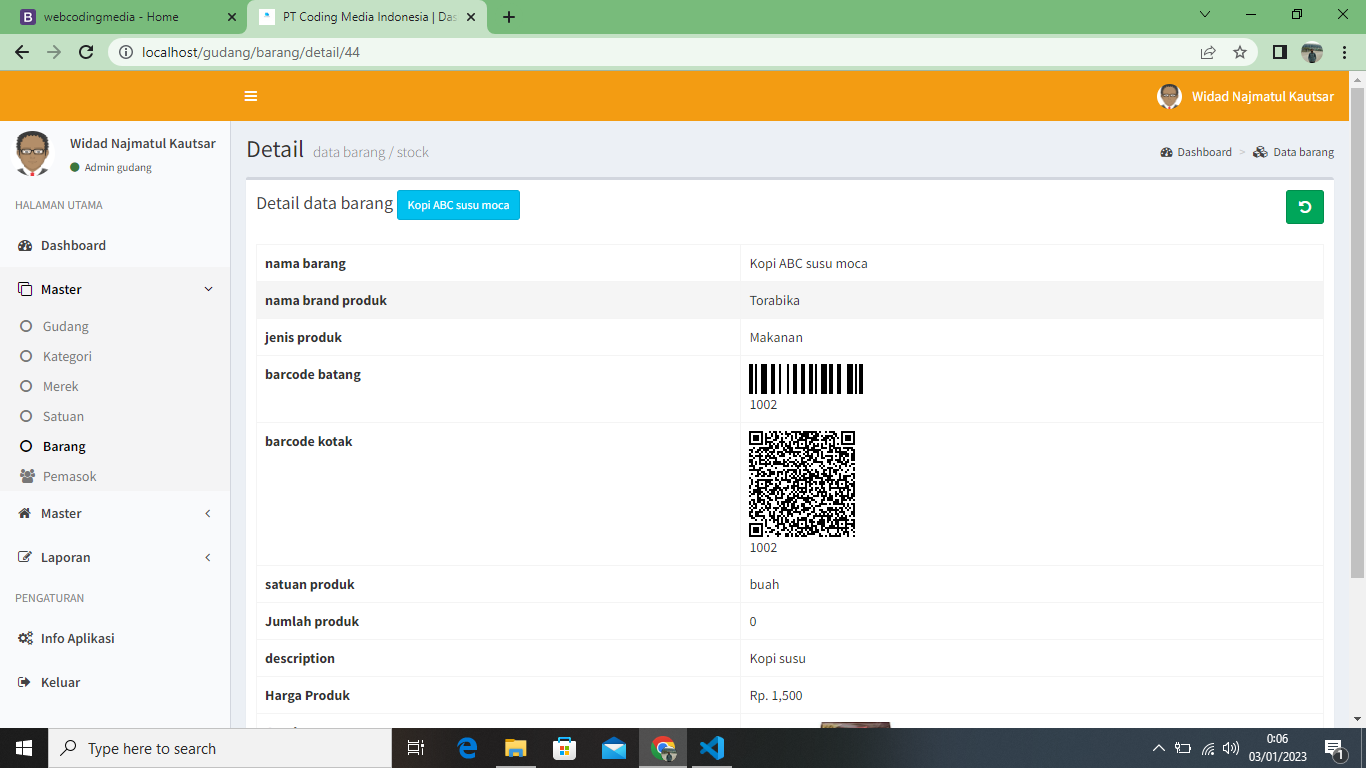 webcodingmedia - Home
PT Coding Media Indonesia | Das
localhost/gudang/barang/detail/44
Widad Najmatul Kautsar
Widad Najmatul Kautsar
Admin gudang
HALAMAN UTAMA
Dashboard
Master
Gudang
Kategori
Merek
Satuan
Barang
Pemasok
Master
Laporan
PENGATURAN
Info Aplikasi
Keluar
Detail data barang / stock
Dashboard > Data barang
Detail data barang Kopi ABC susu moca
nama barang Kopi ABC susu moca
nama brand produk Torabika
jenis produk Makanan
barcode batang
1002
barcode kotak
1002
satuan produk buah
Jumlah produk 0
description Kopi susu
Harga Produk Rp. 1,500
Type here to search
0:06
03/01/2023
1